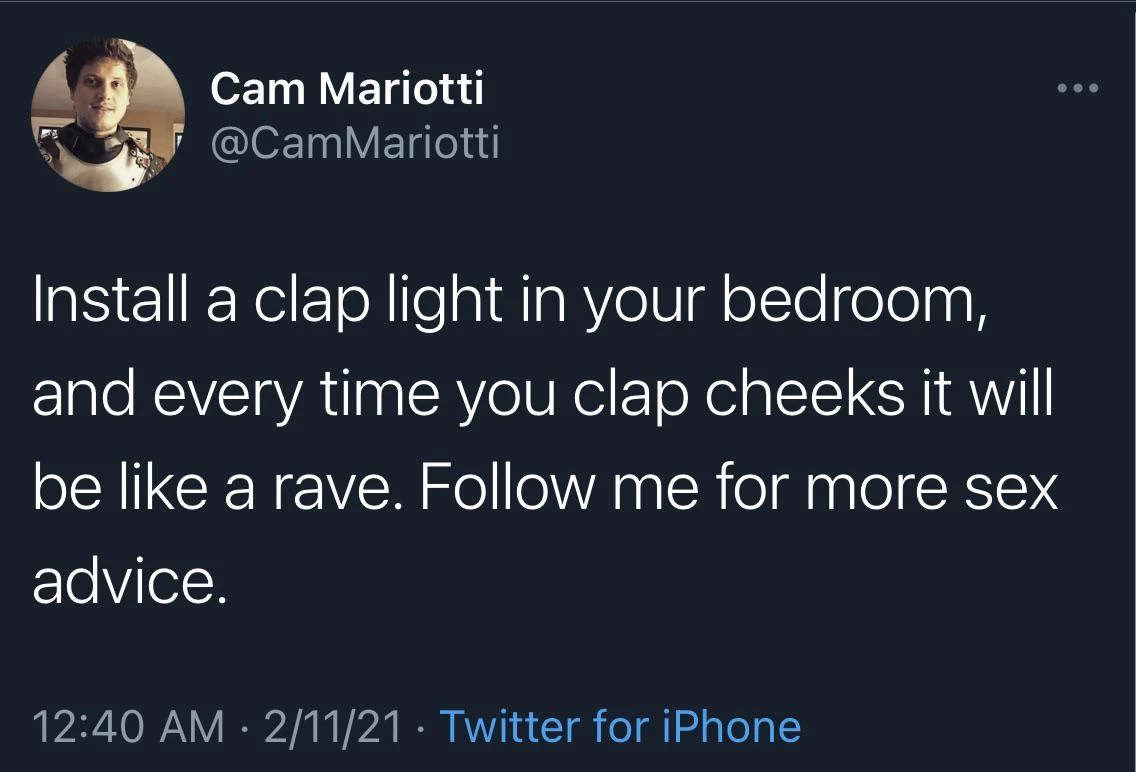 Cam Mariotti
@CamMariotti
Install a clap light in your bedroom,
and every time you clap cheeks it will
be like a rave. Follow me for more sex
advice.
12:40 AM · 2/11/21 · Twitter for iPhone